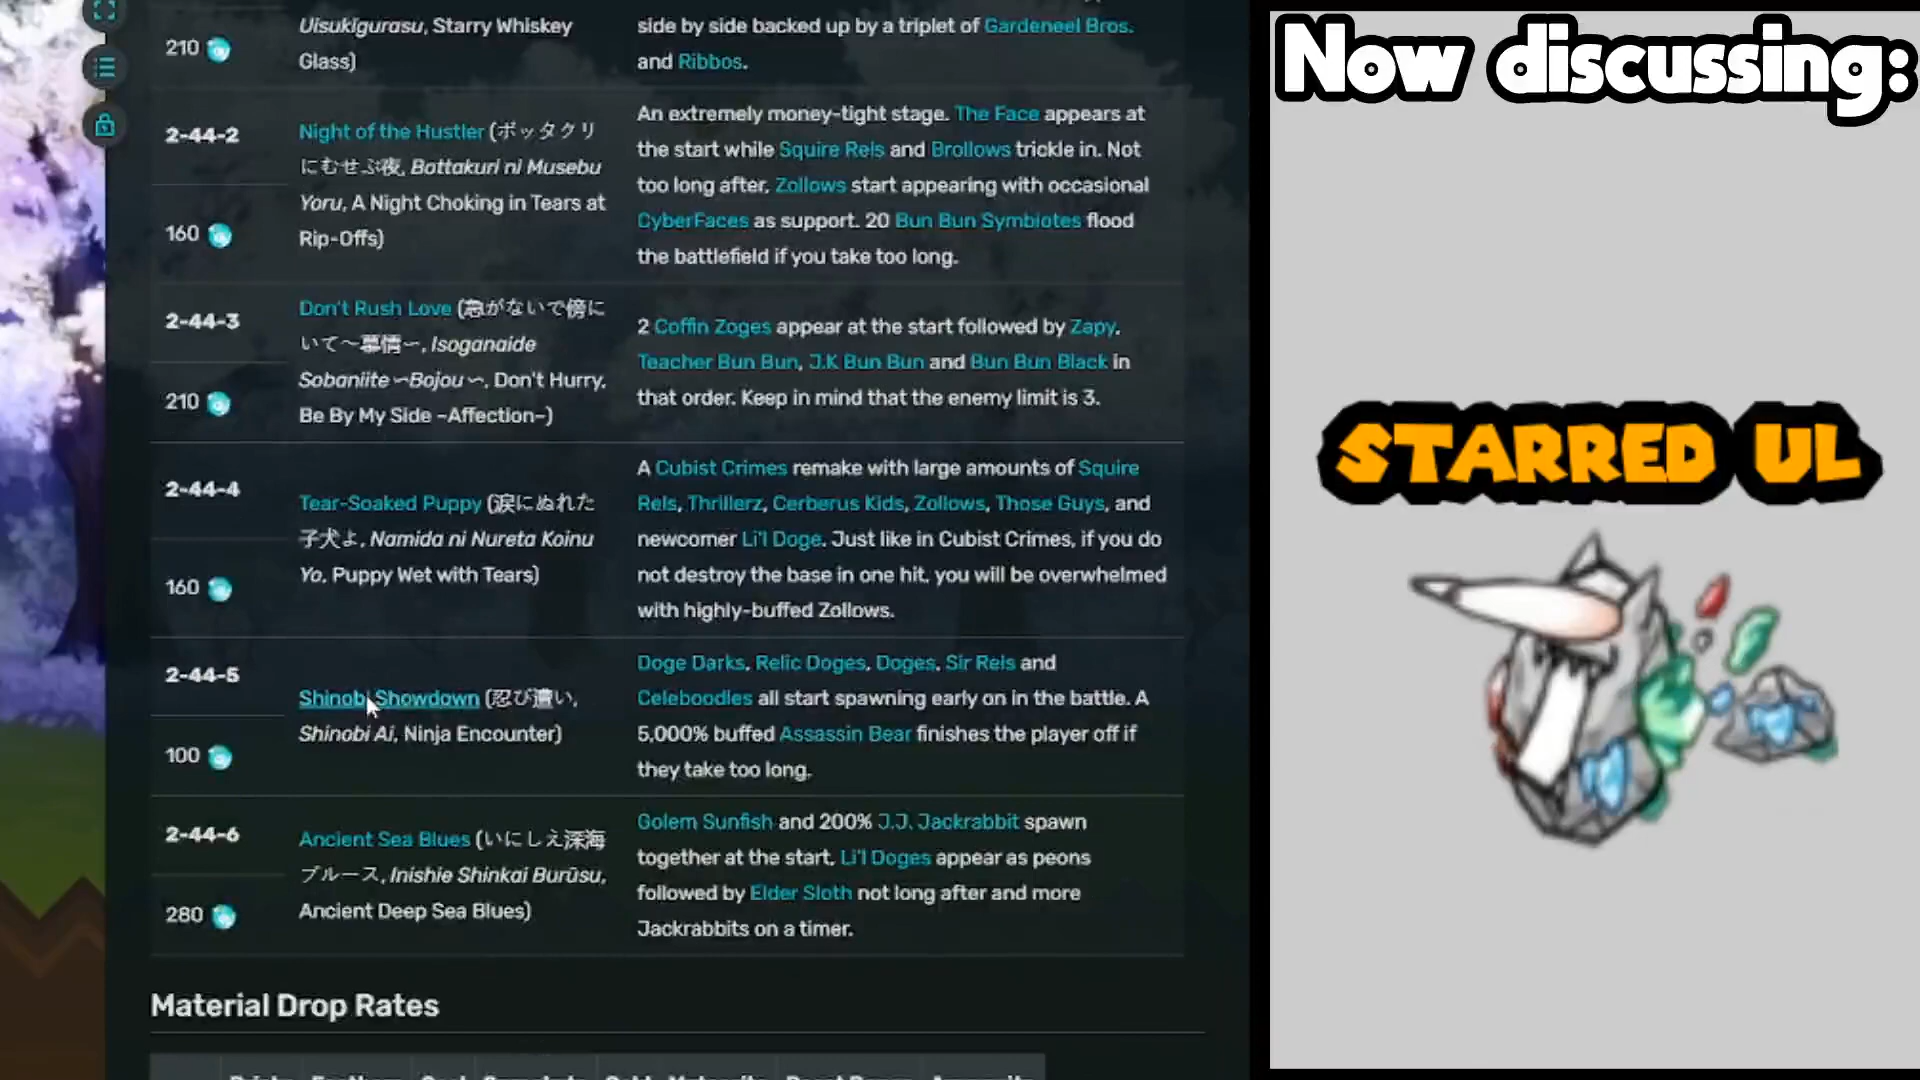 Uisukigurasu, Starry Whiskey
Glass)
210
side by side backed up by a triplet of Gardeneel Bros.
and Ribbos.
2-44-2
160
Night of the Hustler (ボッタクリ
にむせぶ夜, Bottakuri ni Musebu
Yoru, A Night Choking in Tears at
Rip-Offs)
An extremely money-tight stage. The Face appears at
the start while Squire Rels and Brollows trickle in. Not
too long after, Zollows start appearing with occasional
CyberFaces as support. 20 Bun Bun Symbiotes flood
the battlefield if you take too long.
2-44-3
210
Don't Rush Love (急がないで傍に
いて〜慕情〜, Isoganaide
Sobaniite ~Bojou~, Don't Hurry,
Be By My Side ~Affection~)
2 Coffin Zoges appear at the start followed by Zapy,
Teacher Bun Bun, J.K Bun Bun and Bun Bun Black in
that order. Keep in mind that the enemy limit is 3.
2-44-4
160
Tear-Soaked Puppy (涙にぬれた
子犬よ, Namida ni Nureta Koinu
Yo, Puppy Wet with Tears)
A Cubist Crimes remake with large amounts of Squire
Rels, Thrillerz, Cerberus Kids, Zollows, Those Guys, and
newcomer Li'l Doge. Just like in Cubist Crimes, if you do
not destroy the base in one hit, you will be overwhelmed
with highly-buffed Zollows.
2-44-5
100
Shinobi Showdown (忍び遭い,
Shinobi Ai, Ninja Encounter)
Doge Darks, Relic Doges, Doges, Sir Rels and
Celeboodles all start spawning early on in the battle. A
5,000% buffed Assassin Bear finishes the player off if
they take too long.
2-44-6
280
Ancient Sea Blues (いにしえ深海
ブルース, Inishie Shinkai Burūsu,
Ancient Deep Sea Blues)
Golem Sunfish and 200% J.J. Jackrabbit spawn
together at the start. Li'l Doges appear as peons
followed by Elder Sloth not long after and more
Jackrabbits on a timer.
Material Drop Rates
Now discussing:
STARRED UL